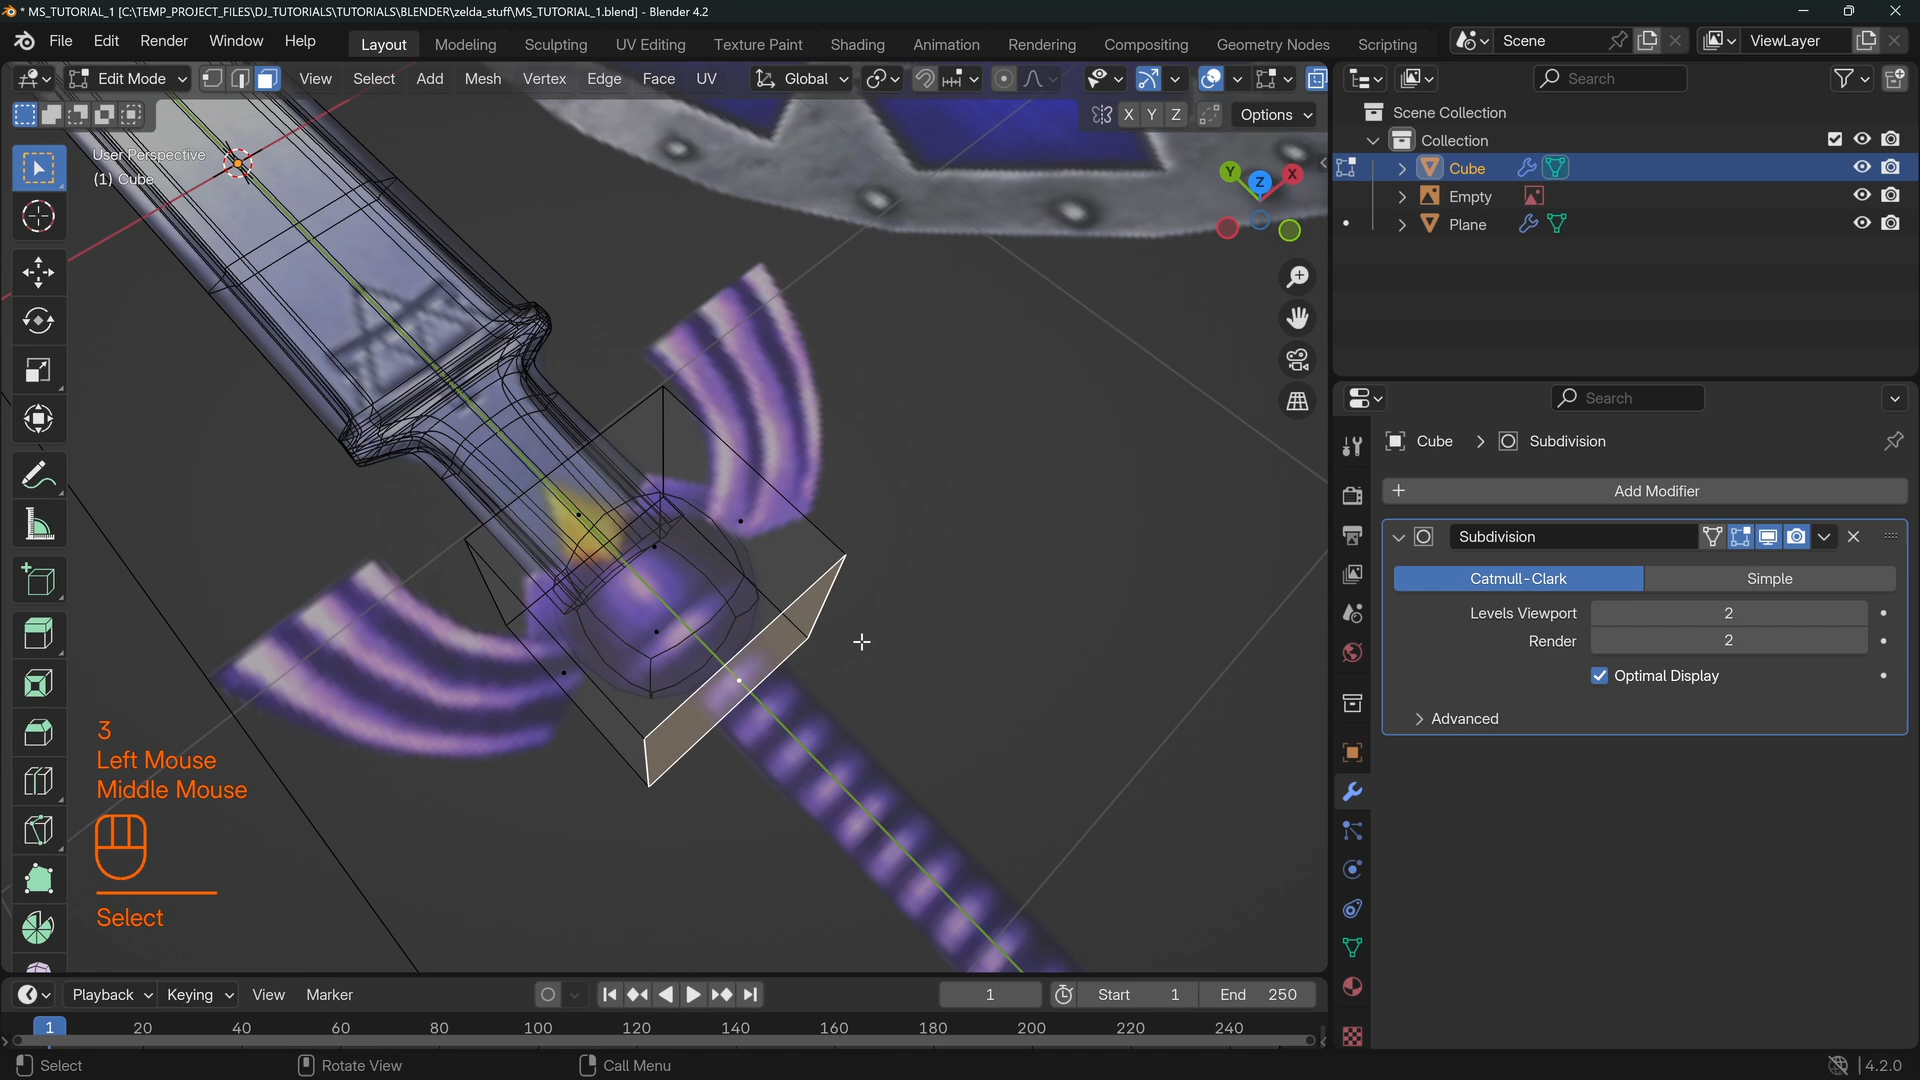 * MS_TUTORIAL_1 [C:\TEMP_PROJECT_FILES\DJ_TUTORIALS\TUTORIALS\BLENDER\zelda_stuff\MS_TUTORIAL_1.blend] - Blender 4.2
File Edit Render Window Help Layout Modeling Sculpting UV Editing Texture Paint Shading Animation Rendering Compositing Geometry Nodes Scripting Scene ViewLayer
Edit Mode View Select Add Mesh Vertex Edge Face UV Global Search
X Y Z Options
User Perspective
(1) Cube
Y X Z
Scene Collection
Collection
Cube
Empty
Plane
Search
Cube Subdivision
Add Modifier
Subdivision
Catmull-Clark Simple
Levels Viewport 2
Render 2
Optimal Display
Advanced
3
Left Mouse
Middle Mouse
Select
Playback Keying View Marker 1 Start 1 End 250
1 20 40 60 80 100 120 140 160 180 200 220 240
Select Rotate View Call Menu 4.2.0